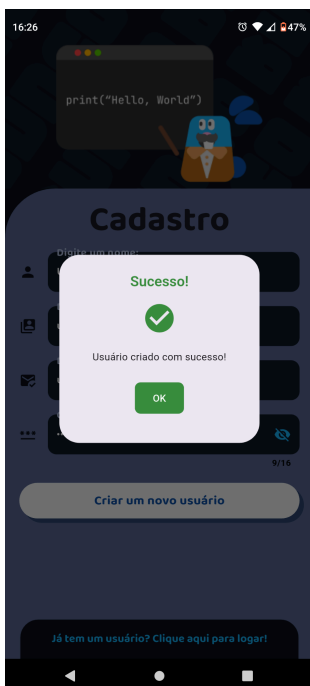 16:26
47%
print("Hello, World")
Cadastro
Digite um nome:
Sucesso!
Usuário criado com sucesso!
OK
9/16
Criar um novo usuário
Já tem um usuário? Clique aqui para logar!